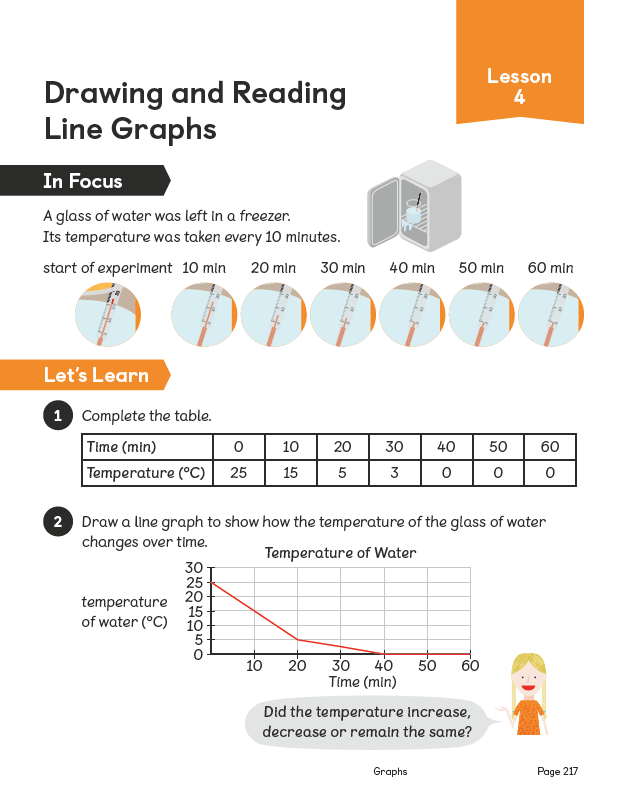 Lesson
4
Drawing and Reading
Line Graphs
In Focus
A glass of water was left in a freezer.
Its temperature was taken every 10 minutes.
start of experiment 10 min 20 min 30 min 40 min 50 min 60 min
Let's Learn
1 Complete the table.
Time (min) 0 10 20 30 40 50 60
Temperature (°C) 25 15 5 3 0 0 0
2 Draw a line graph to show how the temperature of the glass of water
changes over time.
Temperature of Water
30
25
20
15
10
5
0
temperature
of water (°C)
10 20 30 40 50 60
Time (min)
Did the temperature increase,
decrease or remain the same?
Graphs Page 217